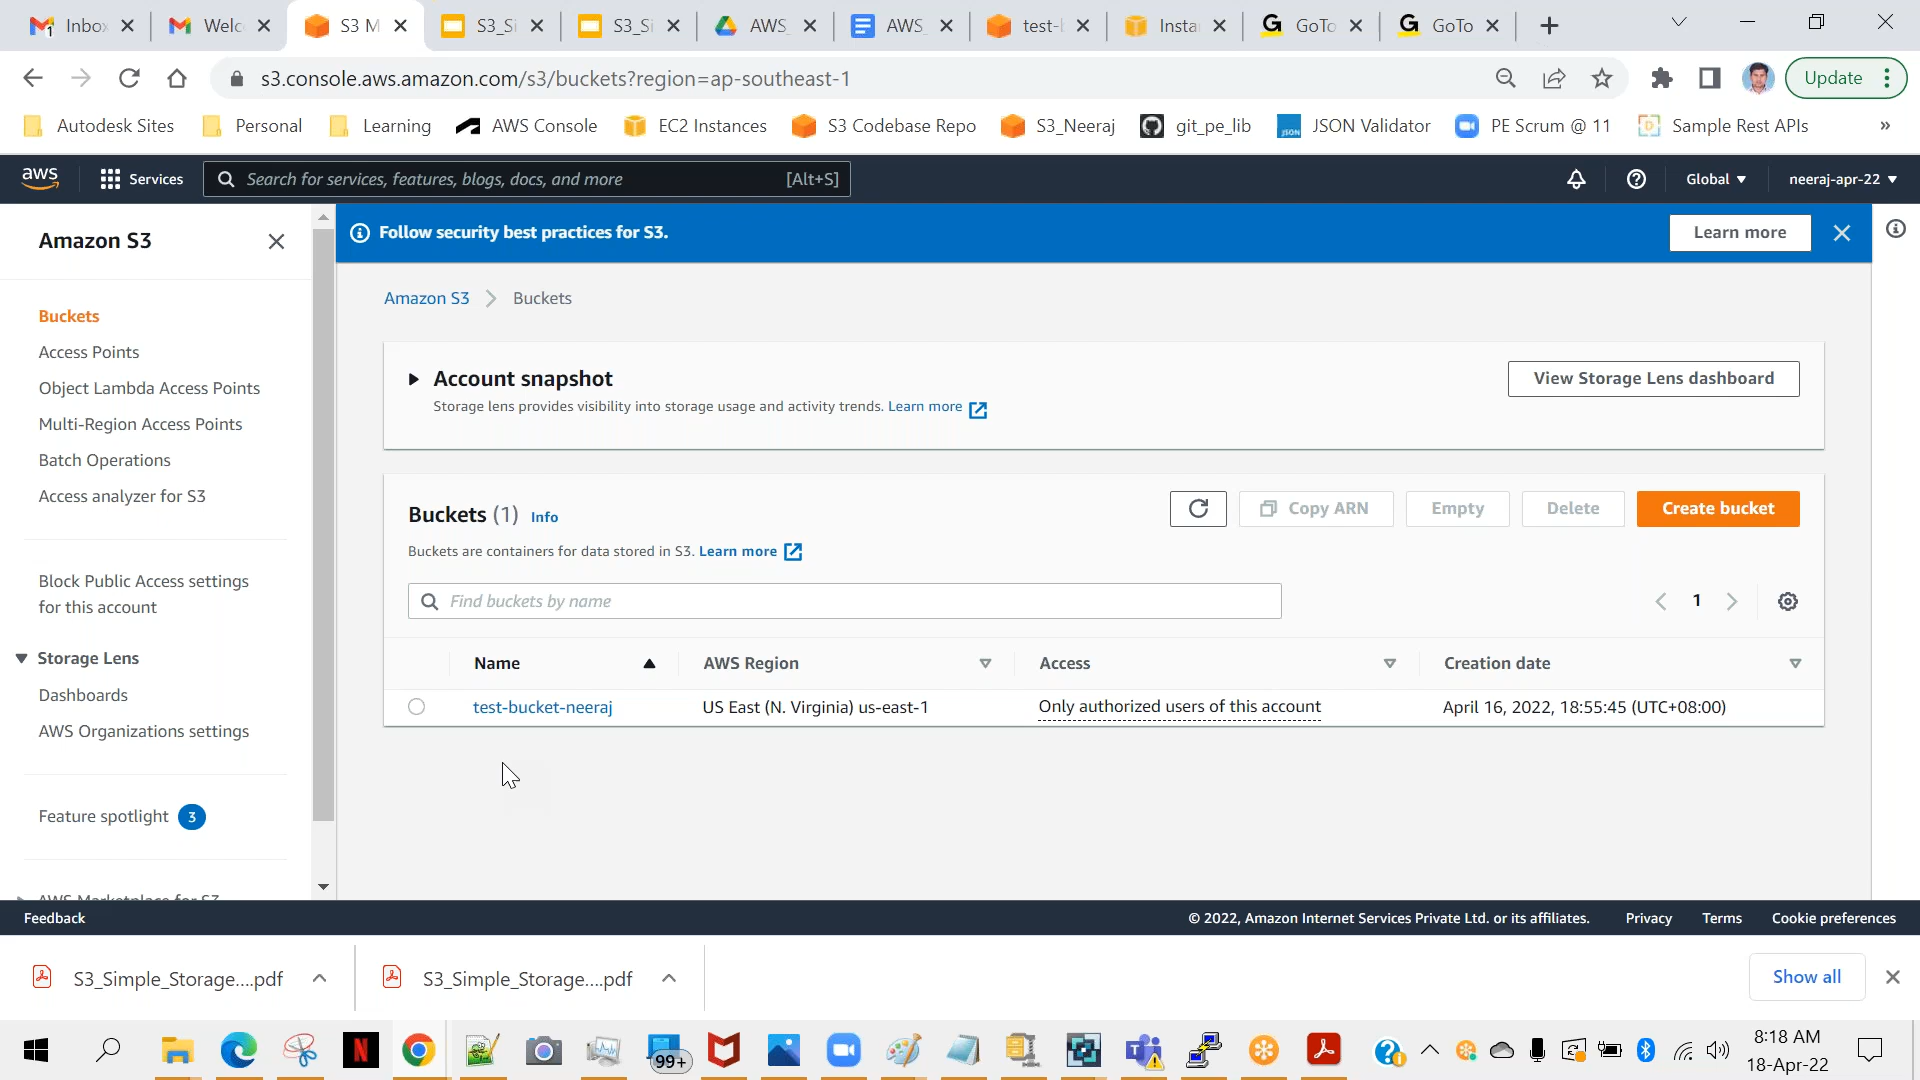 Inbo
Welc
S3 M
S3_Si
S3_Si
AWS_
AWS_
test-b
Insta
GoTo
GoTo
s3.console.aws.amazon.com/s3/buckets?region=ap-southeast-1
Update
Autodesk Sites
Personal
Learning
AWS Console
EC2 Instances
S3 Codebase Repo
S3_Neeraj
git_pe_lib
JSON Validator
PE Scrum @ 11
Sample Rest APIs
»
aws
Services
Search for services, features, blogs, docs, and more
[Alt+S]
Global
neeraj-apr-22
Amazon S3
Buckets
Access Points
Object Lambda Access Points
Multi-Region Access Points
Batch Operations
Access analyzer for S3
Block Public Access settings
for this account
Storage Lens
Dashboards
AWS Organizations settings
Feature spotlight 3
AWS Marketplace for S3
Follow security best practices for S3.
Learn more
Amazon S3 > Buckets
Account snapshot
Storage lens provides visibility into storage usage and activity trends. Learn more
View Storage Lens dashboard
Buckets (1) Info
Buckets are containers for data stored in S3. Learn more
Copy ARN
Empty
Delete
Create bucket
Find buckets by name
1
Name
AWS Region
Access
Creation date
test-bucket-neeraj
US East (N. Virginia) us-east-1
Only authorized users of this account
April 16, 2022, 18:55:45 (UTC+08:00)
Feedback
© 2022, Amazon Internet Services Private Ltd. or its affiliates.
Privacy
Terms
Cookie preferences
S3_Simple_Storage....pdf
S3_Simple_Storage....pdf
Show all
99+
8:18 AM
18-Apr-22